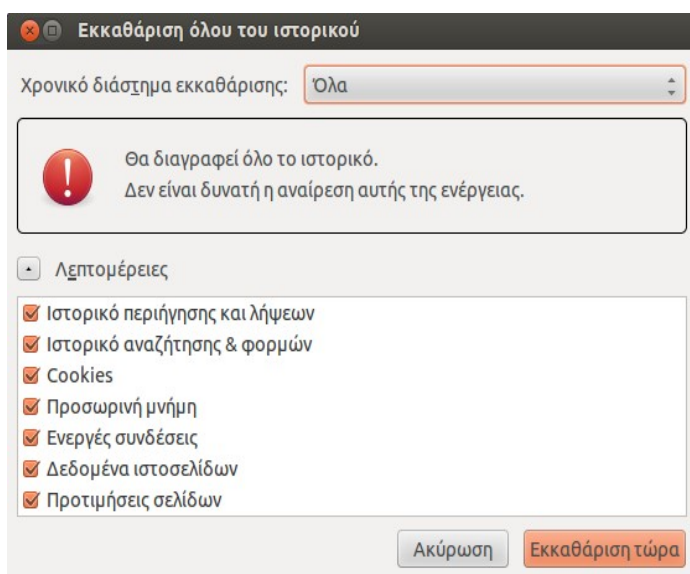 Εκκαθάριση όλου του ιστορικού
Χρονικό διάστημα εκκαθάρισης: Όλα
Θα διαγραφεί όλο το ιστορικό.
Δεν είναι δυνατή η αναίρεση αυτής της ενέργειας.
Λεπτομέρειες
Ιστορικό περιήγησης και λήψεων
Ιστορικό αναζήτησης & φορμών
Cookies
Προσωρινή μνήμη
Ενεργές συνδέσεις
Δεδομένα ιστοσελίδων
Προτιμήσεις σελίδων
Ακύρωση Εκκαθάριση τώρα